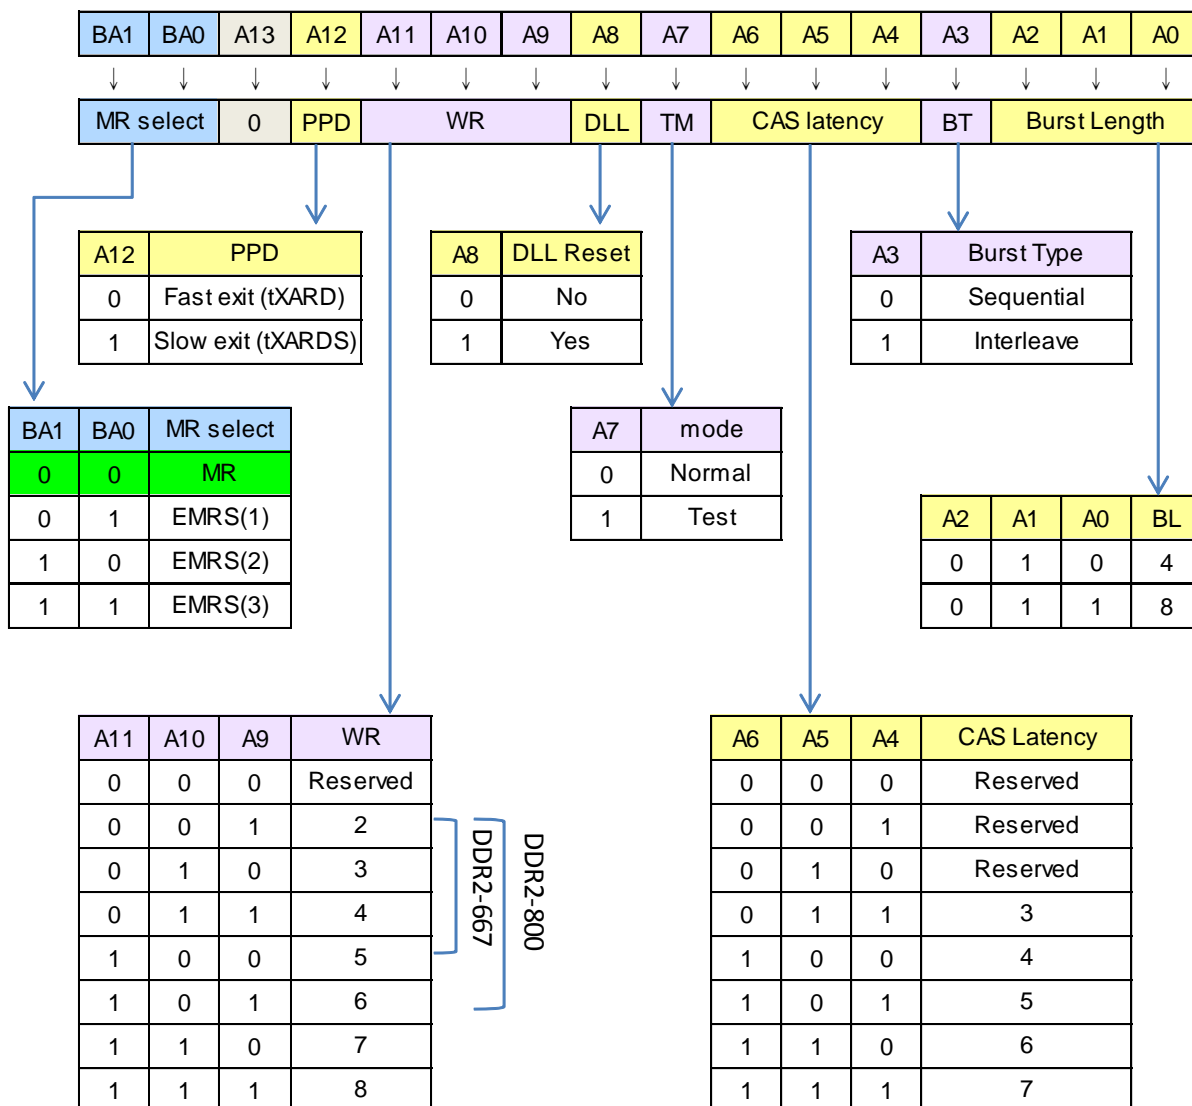 BA1 BA0 A13 A12 A11 A10 A9 A8 A7 A6 A5 A4 A3 A2 A1 A0
MR select 0 PPD WR DLL TM CAS latency BT Burst Length
A12 PPD
0 Fast exit (tXARD)
1 Slow exit (tXARDS)
A8 DLL Reset
0 No
1 Yes
A3 Burst Type
0 Sequential
1 Interleave
BA1 BA0 MR select
0 0 MR
0 1 EMRS(1)
1 0 EMRS(2)
1 1 EMRS(3)
A7 mode
0 Normal
1 Test
A2 A1 A0 BL
0 1 0 4
0 1 1 8
A11 A10 A9 WR
0 0 0 Reserved
0 0 1 2
0 1 0 3
0 1 1 4
1 0 0 5
1 0 1 6
1 1 0 7
1 1 1 8
DDR2-667
DDR2-800
A6 A5 A4 CAS Latency
0 0 0 Reserved
0 0 1 Reserved
0 1 0 Reserved
0 1 1 3
1 0 0 4
1 0 1 5
1 1 0 6
1 1 1 7